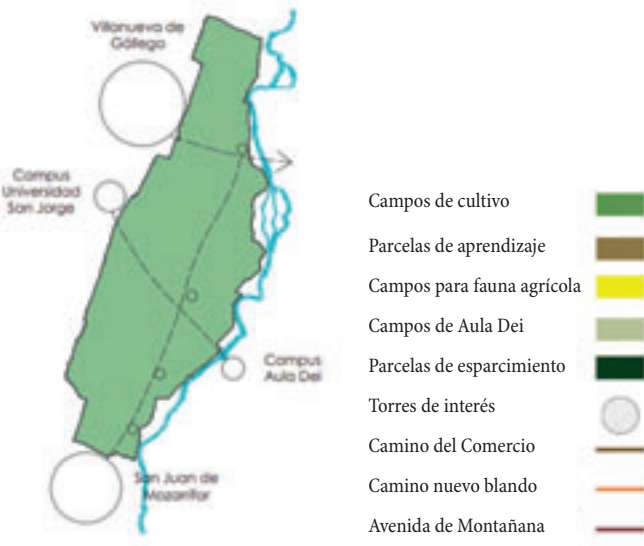 Villanueva de
Gállego
Campus
Universidad
San Jorge
Campus
Aula Dei
San Juan de
Mozarrifar
Campos de cultivo
Parcelas de aprendizaje
Campos para fauna agrícola
Campos de Aula Dei
Parcelas de esparcimiento
Torres de interés
Camino del Comercio
Camino nuevo blando
Avenida de Montañana